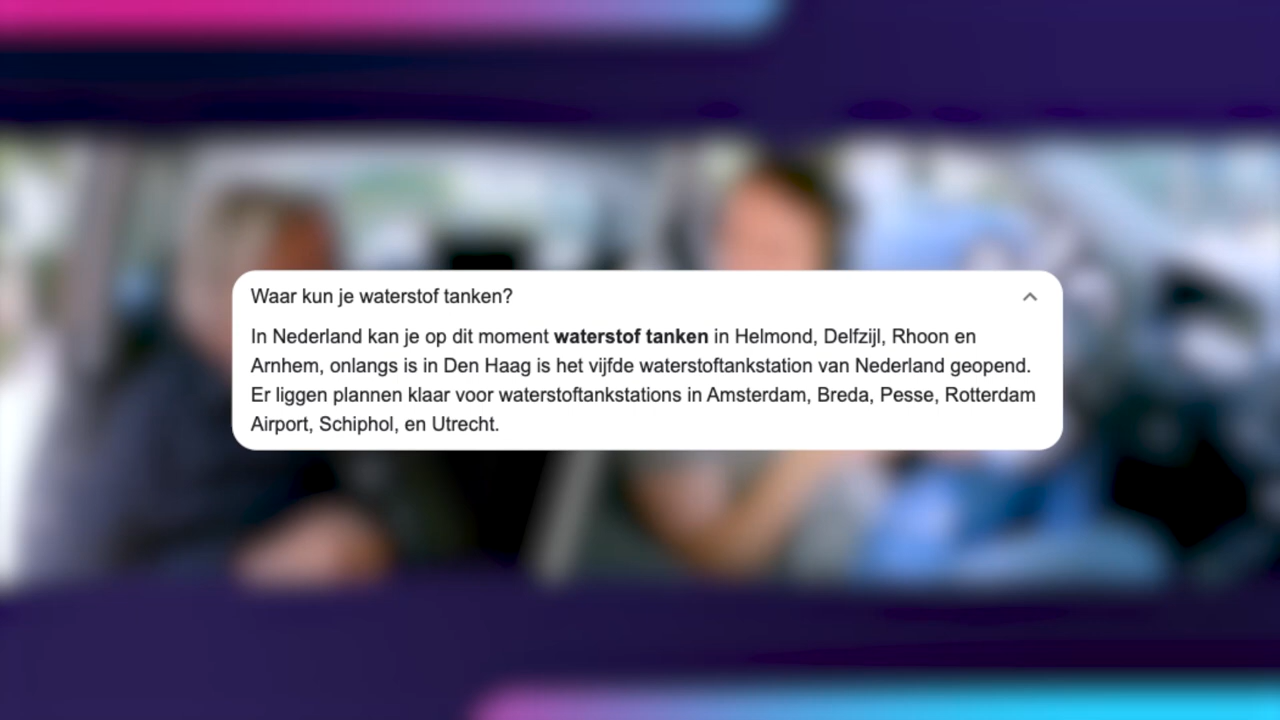 Waar kun je waterstof tanken?
In Nederland kan je op dit moment waterstof tanken in Helmond, Delfzijl, Rhoon en
Arnhem, onlangs is in Den Haag is het vijfde waterstoftankstation van Nederland geopend.
Er liggen plannen klaar voor waterstoftankstations in Amsterdam, Breda, Pesse, Rotterdam
Airport, Schiphol, en Utrecht.